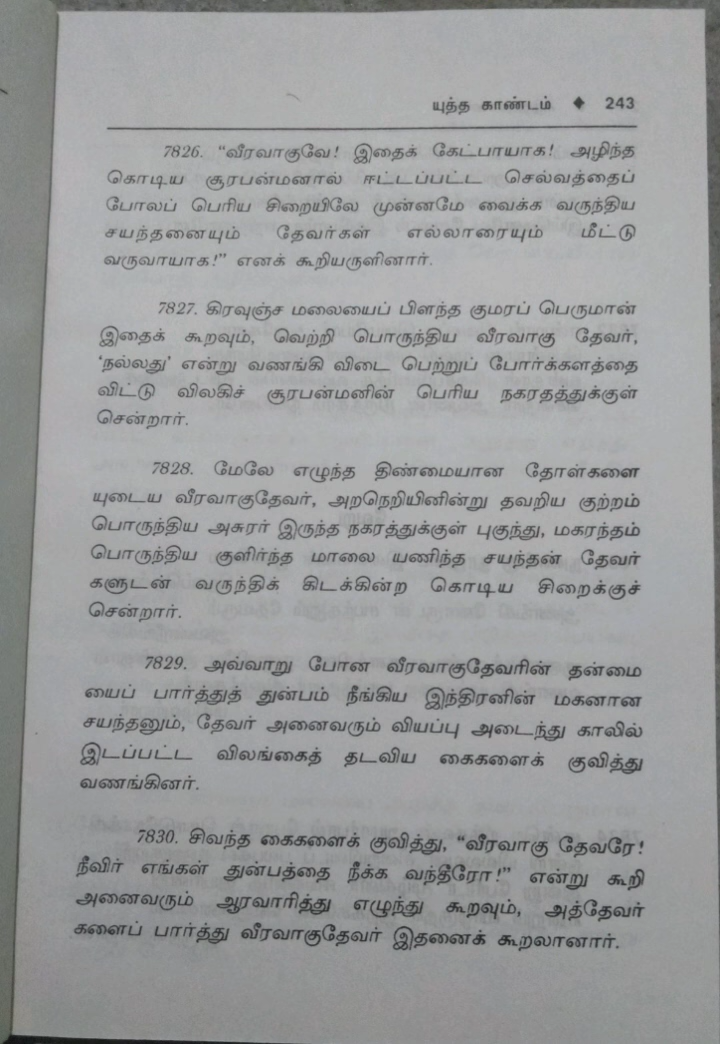 யுத்த காண்டம் ◆ 243
7826. “வீரவாகுவே! இதைக் கேட்பாயாக! அழிந்த
கொடிய சூரபன்மனால் ஈட்டப்பட்ட செல்வத்தைப்
போலப் பெரிய சிறையிலே முன்னமே வைக்க வருந்திய
சயந்தனையும் தேவர்கள் எல்லாரையும் மீட்டு
வருவாயாக!” எனக் கூறியருளினார்.
7827. கிரவுஞ்ச மலையைப் பிளந்த குமரப் பெருமான்
இதைக் கூறவும், வெற்றி பொருந்திய வீரவாகு தேவர்,
‘நல்லது’ என்று வணங்கி விடை பெற்றுப் போர்க்களத்தை
விட்டு விலகிச் சூரபன்மனின் பெரிய நகரதத்துக்குள்
சென்றார்.
7828. மேலே எழுந்த திண்மையான தோள்களை
யுடைய வீரவாகுதேவர், அறநெறியினின்று தவறிய குற்றம்
பொருந்திய அசுரர் இருந்த நகரத்துக்குள் புகுந்து, மகரந்தம்
பொருந்திய குளிர்ந்த மாலை யணிந்த சயந்தன் தேவர்
களுடன் வருந்திக் கிடக்கின்ற கொடிய சிறைக்குச்
சென்றார்.
7829. அவ்வாறு போன வீரவாகுதேவரின் தன்மை
யைப் பார்த்துத் துன்பம் நீங்கிய இந்திரனின் மகனான
சயந்தனும், தேவர் அனைவரும் வியப்பு அடைந்து காலில்
இடப்பட்ட விலங்கைத் தடவிய கைகளைக் குவித்து
வணங்கினர்.
7830. சிவந்த கைகளைக் குவித்து, “வீரவாகு தேவரே!
நீவிர் எங்கள் துன்பத்தை நீக்க வந்தீரோ!” என்று கூறி
அனைவரும் ஆரவாரித்து எழுந்து கூறவும், அத்தேவர்
களைப் பார்த்து வீரவாகுதேவர் இதனைக் கூறலானார்.